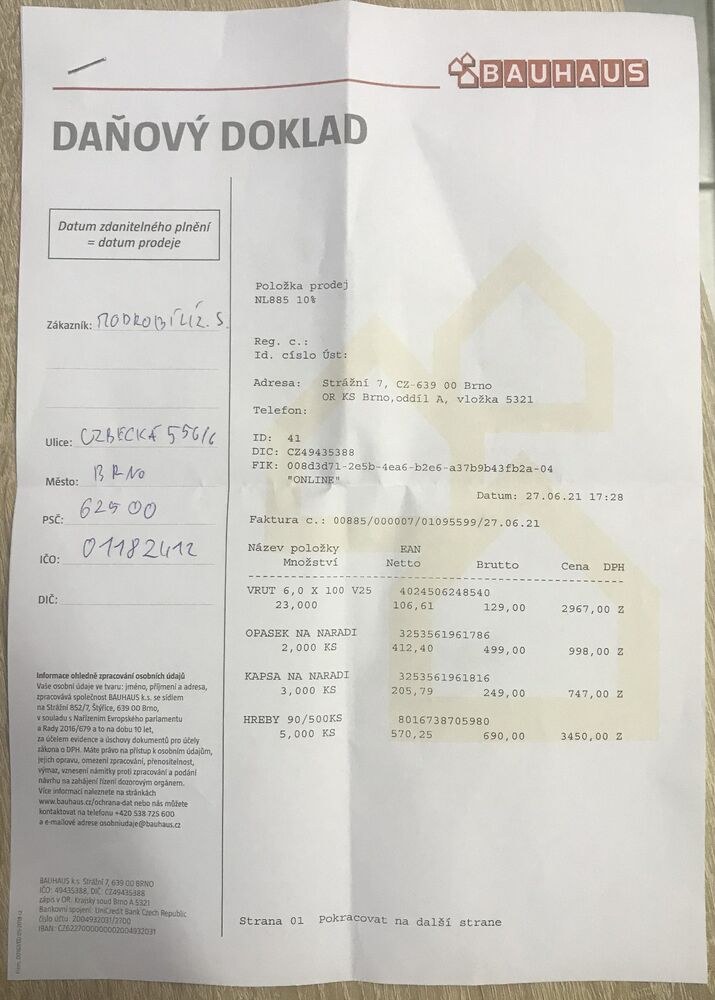 BAUHAUS
DAŇOVÝ DOKLAD
Datum zdanitelného plnění
= datum prodeje
Zákazník: MODROBÍLÍ Z. S.
Ulice: UZBECKÁ 556/6
Město: BRNO
PSČ: 62500
IČO: 01182412
DIČ:
Informace ohledně zpracování osobních údajů
Vaše osobní údaje ve tvaru: jméno, příjmení a adresa,
zpracovává společnost BAUHAUS k.s. se sídlem
na Strážní 852/7, Štýřice, 639 00 Brno,
v souladu s Nařízením Evropského parlamentu
a Rady 2016/679 a to na dobu 10 let,
za účelem evidence a úschovy dokumentů pro účely
zákona o DPH. Máte právo na přístup k osobním údajům,
jejich opravu, omezení zpracování, přenositelnost,
výmaz, vznesení námitky proti zpracování a podání
návrhu na zahájení řízení dozorovým orgánem.
Více informací naleznete na stránkách
www.bauhaus.cz/ochrana-dat nebo nás můžete
kontaktovat na telefonu +420 538 725 600
a e-mailové adrese osobniudaje@bauhaus.cz
BAUHAUS k.s. Strážní 7, 639 00 BRNO
IČO: 49435388, DIČ: CZ49435388
zápis v OR: Krajský soud Brno A 5321
Bankovní spojení: UniCredit Bank Czech Republic
číslo účtu: 2004932031/2700
IBAN: CZ6227000000002004932031
Položka prodej
NL885 10%
Reg. c.:
Id. císlo Úst:
Adresa: Strážní 7, CZ-639 00 Brno
OR KS Brno,oddíl A, vložka 5321
Telefon:
ID: 41
DIC: CZ49435388
FIK: 008d3d71-2e5b-4ea6-b2e6-a37b9b43fb2a-04
"ONLINE"
Datum: 27.06.21 17:28
Faktura c.: 00885/000007/01095599/27.06.21
Název položky EAN
Množství Netto Brutto Cena DPH
VRUT 6,0 X 100 V25 4024506248540
23,000 106,61 129,00 2967,00 Z
OPASEK NA NARADI 3253561961786
2,000 KS 412,40 499,00 998,00 Z
KAPSA NA NARADI 3253561961816
3,000 KS 205,79 249,00 747,00 Z
HREBY 90/500KS 8016738705980
5,000 KS 570,25 690,00 3450,00 Z
Strana 01 Pokracovat na další strane